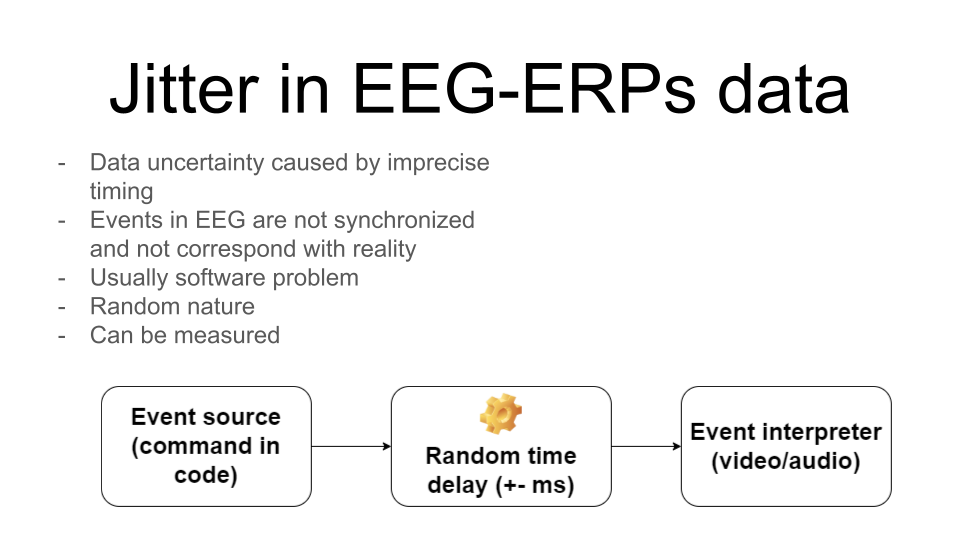 Jitter in EEG-ERPs data
- Data uncertainty caused by imprecise
timing
- Events in EEG are not synchronized
and not correspond with reality
- Usually software problem
- Random nature
- Can be measured
Event source
(command in
code)
Random time
delay (+- ms)
Event interpreter
(video/audio)